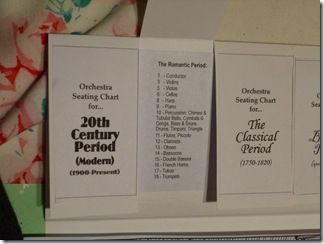 Orchestra
Seating Chart
for...
20th
Century
Period
(Modern)
(1900-Present)
The Romantic Period:
1 - Conductor
3 - Violins
4 - Violas
6 - Cellos
8 - Harp
9 - Piano
10 - Percussion; Chimes &
Tubular Bells, Cymbals &
Gongs, Bass & Snare
Drums, Timpani, Triangle
11 - Flutes, Piccolo
12 - Clarinets
13 - Oboes
14 - Bassoons
15 - Double Basses
16 - French Horns
17 - Tubas
18 - Trumpets
Orchestra
Seating Chart
for...
The
Classical
Period
(1750-1820)